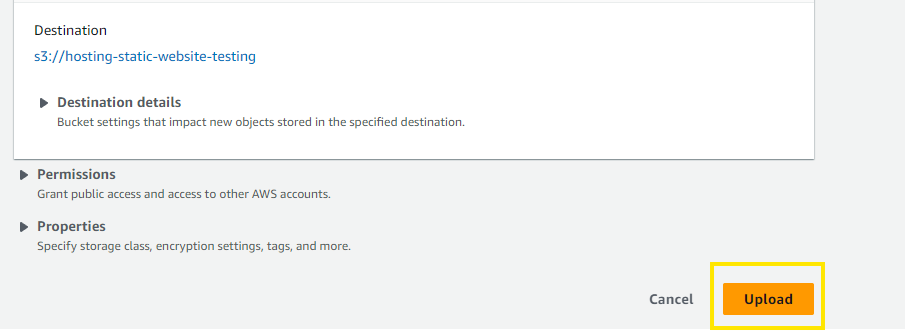 Destination
s3://hosting-static-website-testing
Destination details
Bucket settings that impact new objects stored in the specified destination.
Permissions
Grant public access and access to other AWS accounts.
Properties
Specify storage class, encryption settings, tags, and more.
Cancel Upload